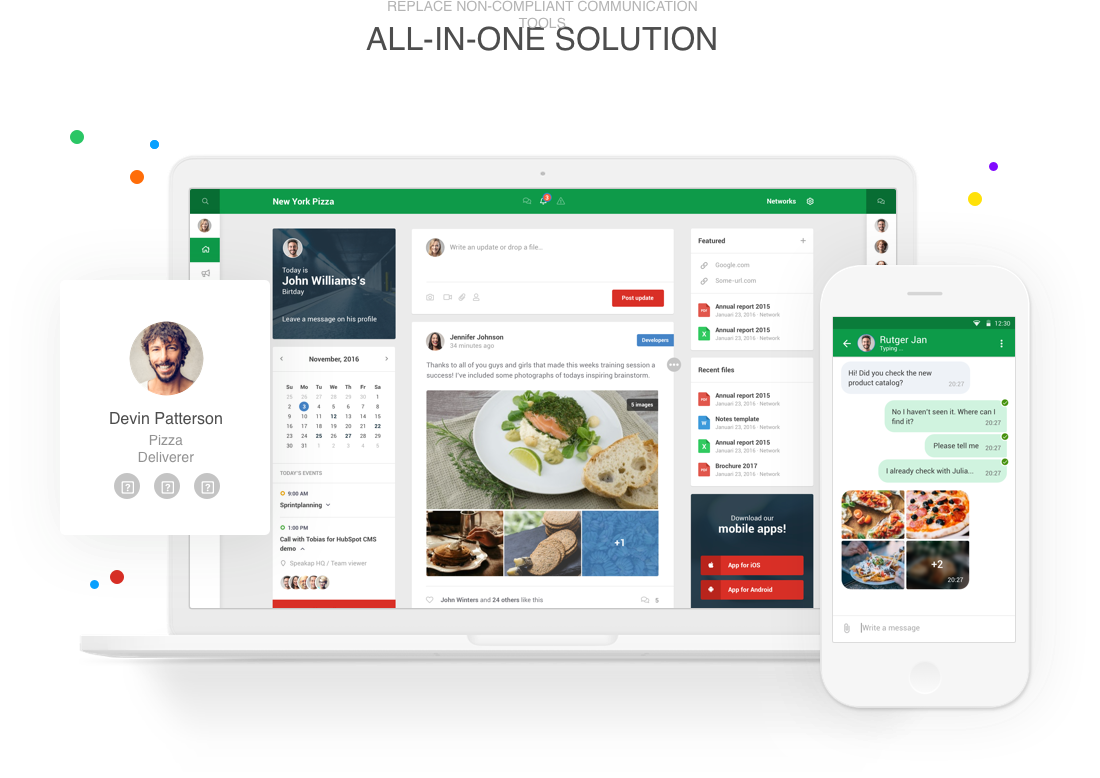 REPLACE NON-COMPLIANT COMMUNICATION
TOOLS
ALL-IN-ONE SOLUTION
New York Pizza
3
Networks
Today is
John Williams's
Birtday
Leave a message on his profile
November, 2016
Su Mo Tu We Th Fr Sa
25 26 27 28 29 30 1
2 3 4 5 6 7 8
9 10 11 12 13 14 15
16 17 18 19 20 21 22
23 24 25 26 27 28 29
30 31 1 2 3 4 5
TODAY'S EVENTS
9:00 AM
Sprintplanning
1:00 PM
Call with Tobias for HubSpot CMS
demo
Speakap HQ / Team viewer
Write an update or drop a file...
Post update
Jennifer Johnson
34 minutes ago
Developers
Thanks to all of you guys and girls that made this weeks training session a
success! I've included some photographs of todays inspiring brainstorm.
5 images
+1
John Winters and 24 others like this
5
Featured
Google.com
Some-url.com
PDF
Annual report 2015
Januari 23, 2016 · Network
X
Annual report 2015
Januari 23, 2016 · Network
Recent files
PDF
Annual report 2015
Januari 23, 2016 · Network
W
Notes template
Januari 23, 2016 · Network
X
Annual report 2015
Januari 23, 2016 · Network
PDF
Brochure 2017
Januari 23, 2016 · Network
Download our
mobile apps!
App for iOS
App for Android
Devin Patterson
Pizza
Deliverer
? ? ?
12:30
Rutger Jan
Typing ...
Hi! Did you check the new
product catalog?
20:27
No I haven't seen it. Where can I
find it?
20:27
Please tell me
20:27
I already check with Julia...
20:27
+2
20:27
Write a message